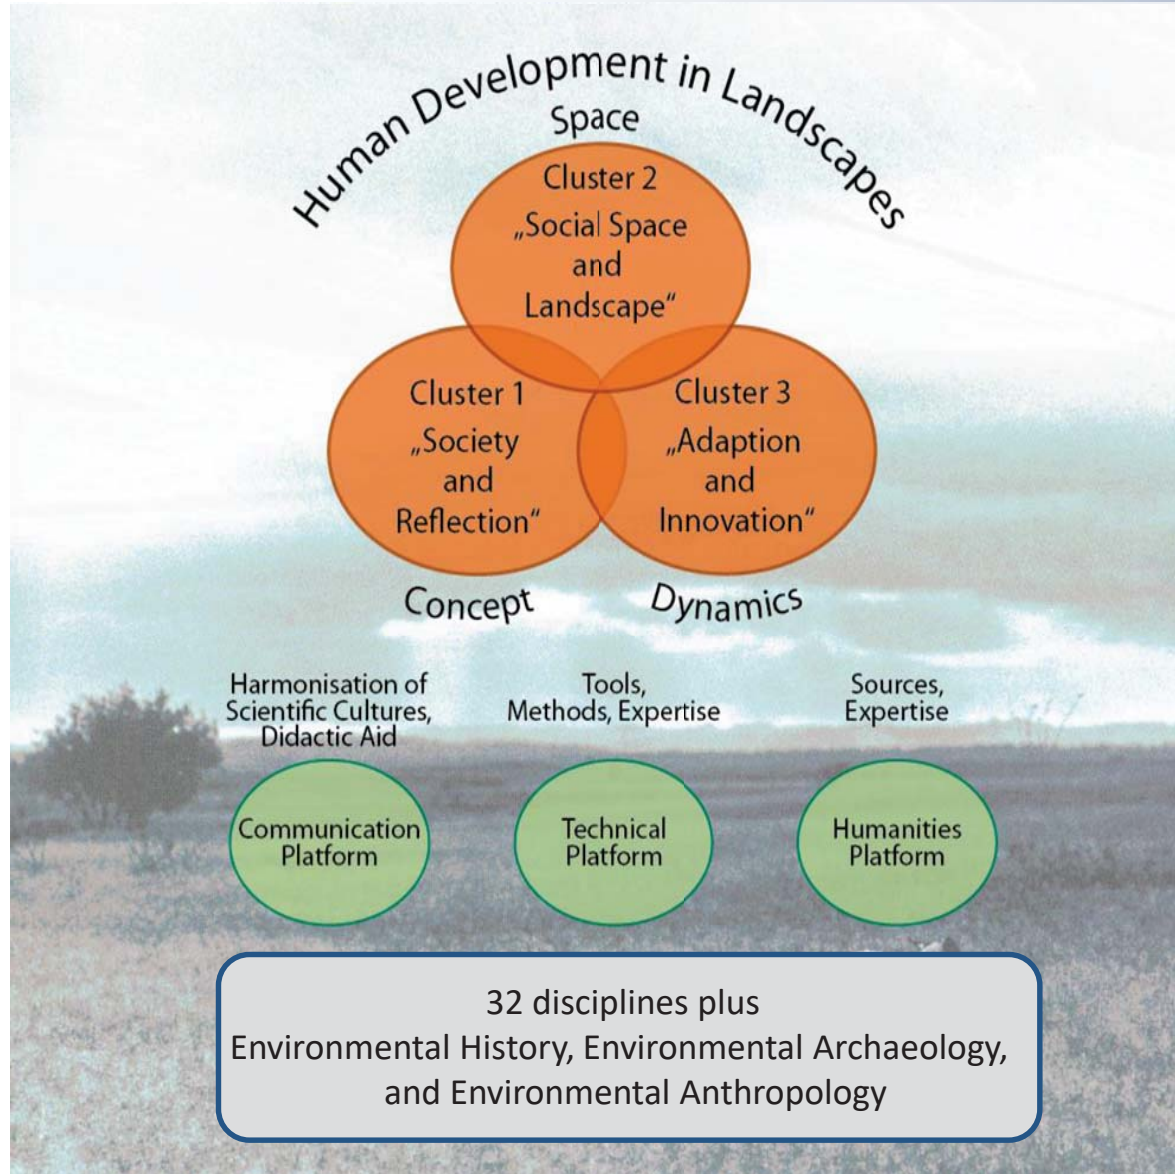 Human Development in Landscapes
Space
Cluster 2
„Social Space
and
Landscape“
Cluster 1
„Society
and
Reflection“
Cluster 3
„Adaption
and
Innovation“
Concept
Dynamics
Harmonisation of
Scientific Cultures,
Didactic Aid
Tools,
Methods, Expertise
Sources,
Expertise
Communication
Platform
Technical
Platform
Humanities
Platform
32 disciplines plus
Environmental History, Environmental Archaeology,
and Environmental Anthropology